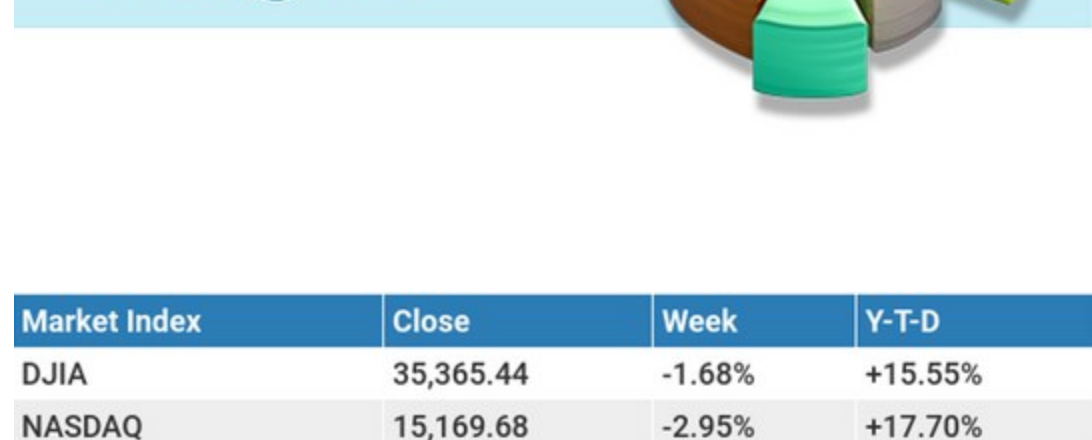 Market Index Close Week Y-T-D
DJIA 35,365.44 -1.68% +15.55%
NASDAQ 15,169.68 -2.95% +17.70%